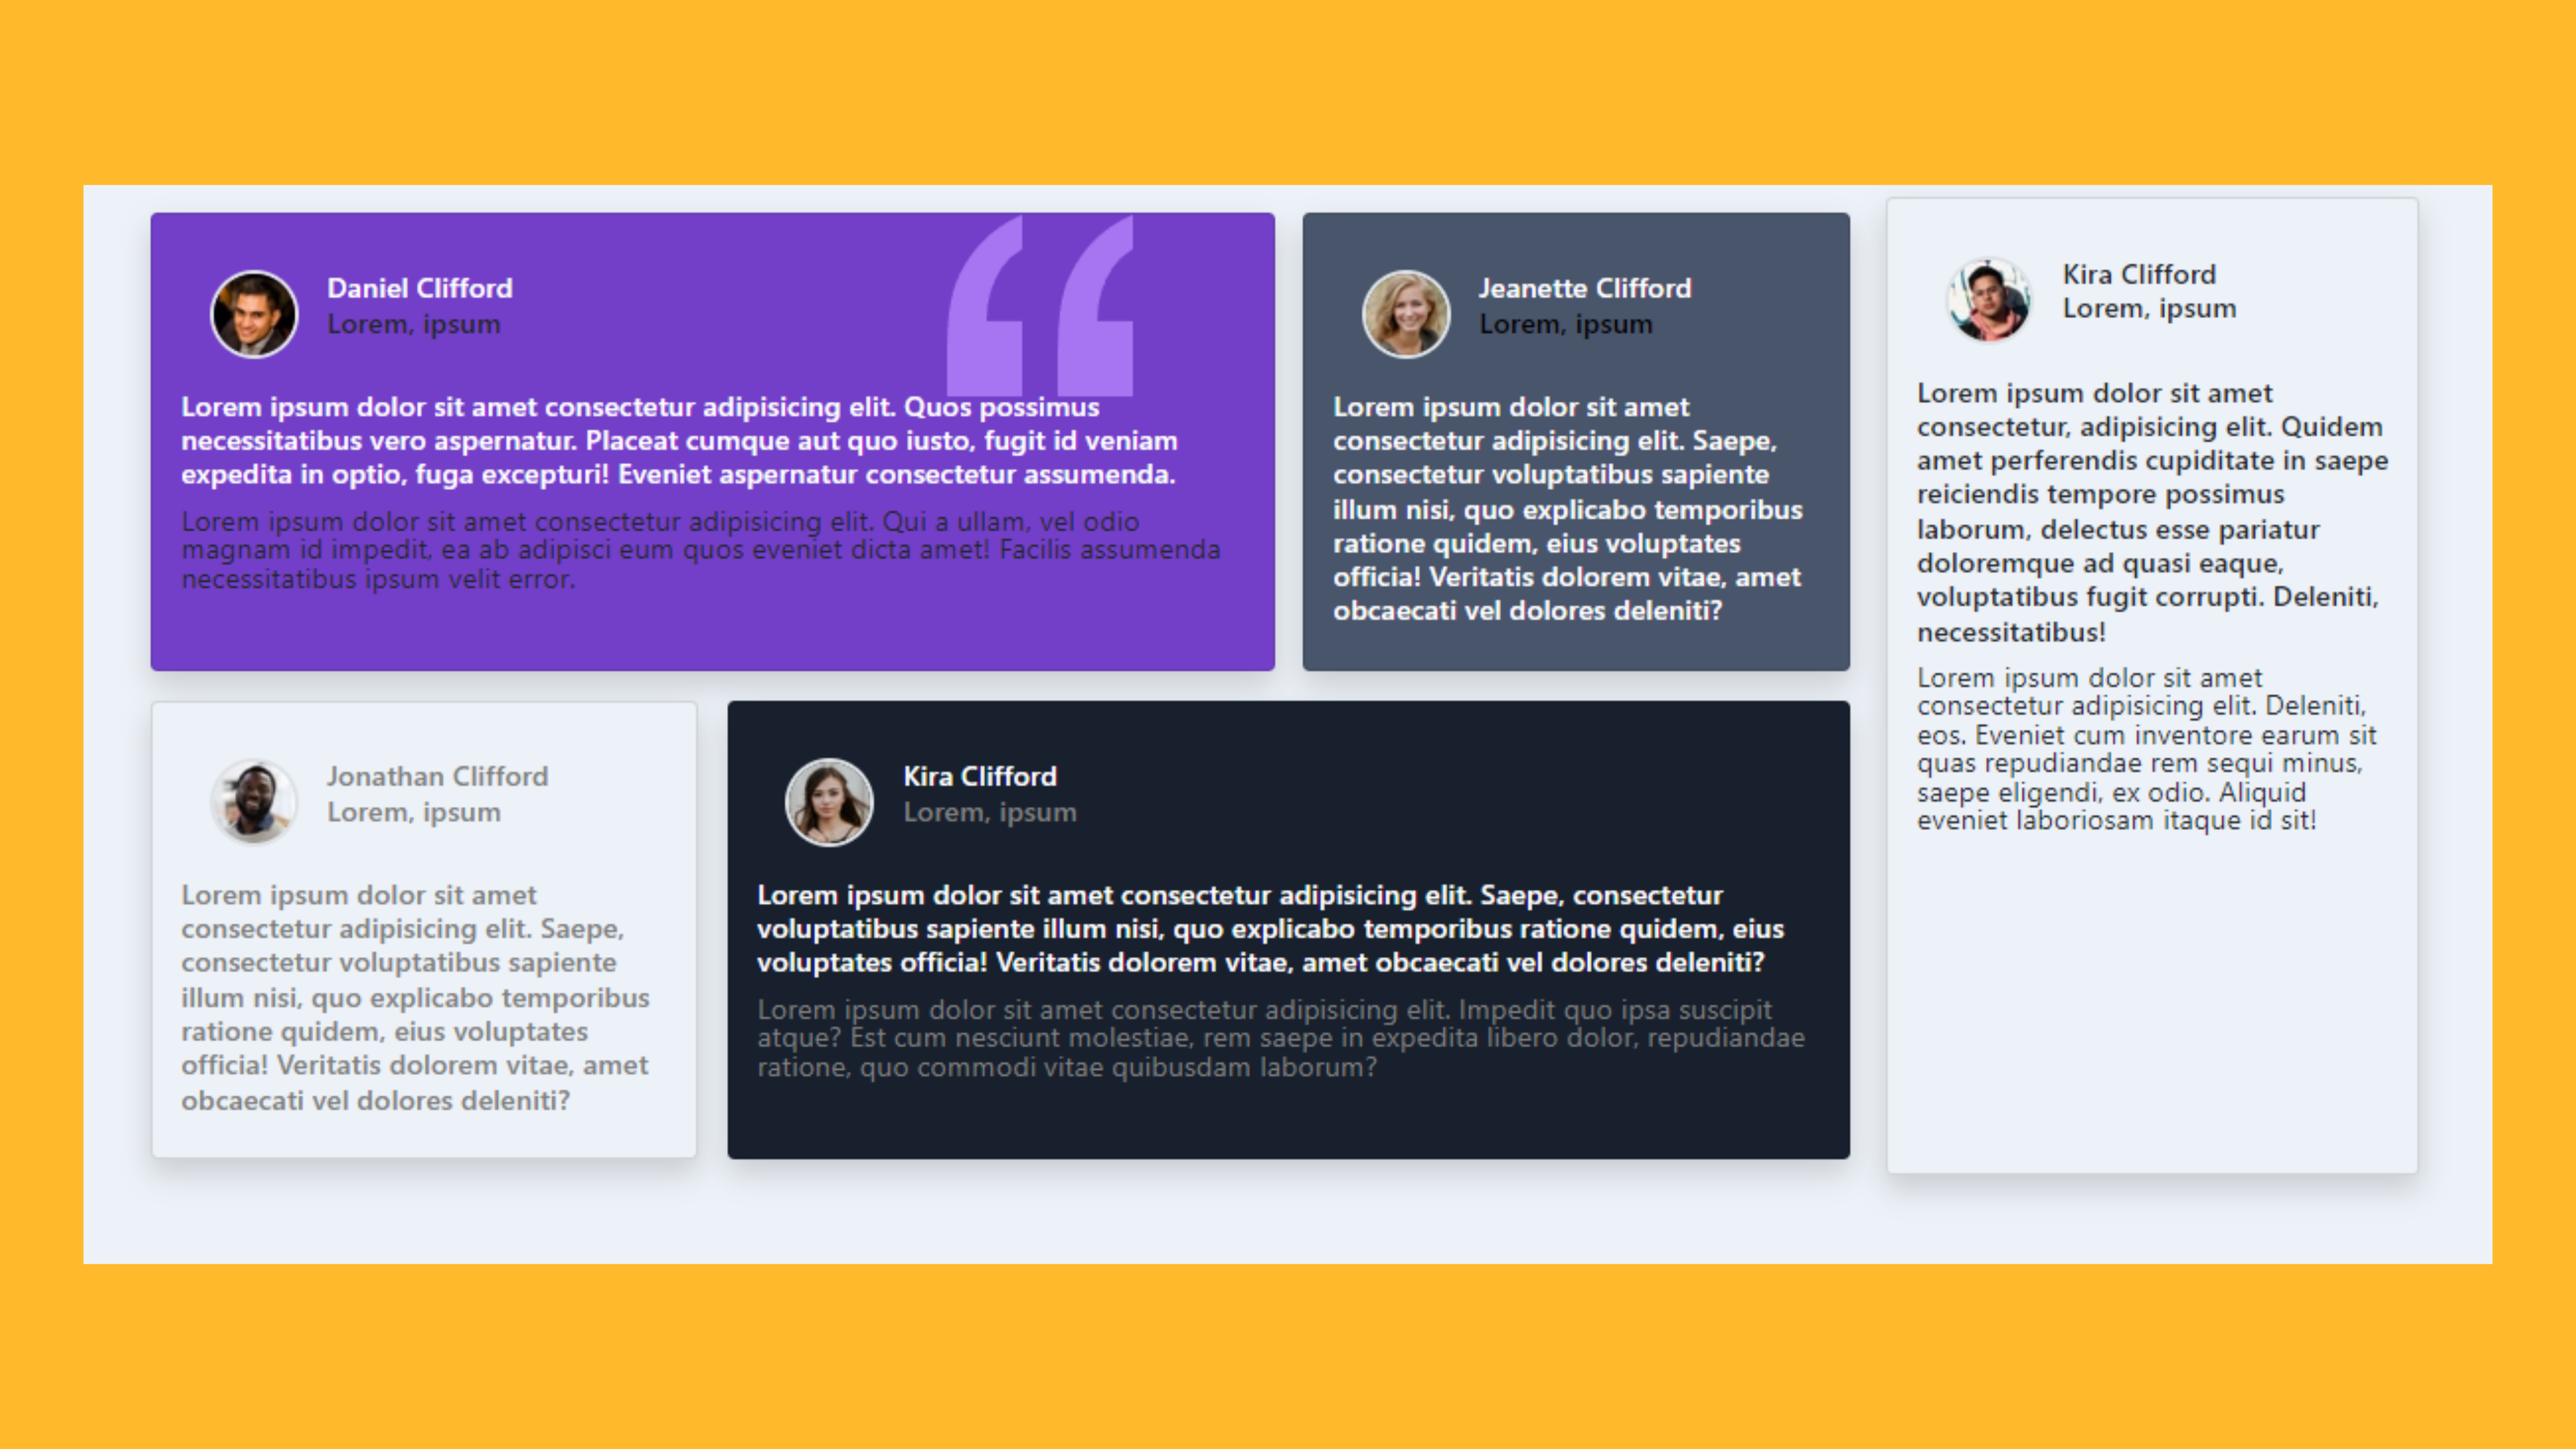 “
Daniel Clifford
Lorem, ipsum
Lorem ipsum dolor sit amet consectetur adipisicing elit. Quos possimus
necessitatibus vero aspernatur. Placeat cumque aut quo iusto, fugit id veniam
expedita in optio, fuga excepturi! Eveniet aspernatur consectetur assumenda.
Lorem ipsum dolor sit amet consectetur adipisicing elit. Qui a ullam, vel odio
magnam id impedit, ea ab adipisci eum quos eveniet dicta amet! Facilis assumenda
necessitatibus ipsum velit error.
Jeanette Clifford
Lorem, ipsum
Lorem ipsum dolor sit amet
consectetur adipisicing elit. Saepe,
consectetur voluptatibus sapiente
illum nisi, quo explicabo temporibus
ratione quidem, eius voluptates
officia! Veritatis dolorem vitae, amet
obcaecati vel dolores deleniti?
Kira Clifford
Lorem, ipsum
Lorem ipsum dolor sit amet
consectetur, adipisicing elit. Quidem
amet perferendis cupiditate in saepe
reiciendis tempore possimus
laborum, delectus esse pariatur
doloremque ad quasi eaque,
voluptatibus fugit corrupti. Deleniti,
necessitatibus!
Lorem ipsum dolor sit amet
consectetur adipisicing elit. Deleniti,
eos. Eveniet cum inventore earum sit
quas repudiandae rem sequi minus,
saepe eligendi, ex odio. Aliquid
eveniet laboriosam itaque id sit!
Jonathan Clifford
Lorem, ipsum
Lorem ipsum dolor sit amet
consectetur adipisicing elit. Saepe,
consectetur voluptatibus sapiente
illum nisi, quo explicabo temporibus
ratione quidem, eius voluptates
officia! Veritatis dolorem vitae, amet
obcaecati vel dolores deleniti?
Kira Clifford
Lorem, ipsum
Lorem ipsum dolor sit amet consectetur adipisicing elit. Saepe, consectetur
voluptatibus sapiente illum nisi, quo explicabo temporibus ratione quidem, eius
voluptates officia! Veritatis dolorem vitae, amet obcaecati vel dolores deleniti?
Lorem ipsum dolor sit amet consectetur adipisicing elit. Impedit quo ipsa suscipit
atque? Est cum nesciunt molestiae, rem saepe in expedita libero dolor, repudiandae
ratione, quo commodi vitae quibusdam laborum?